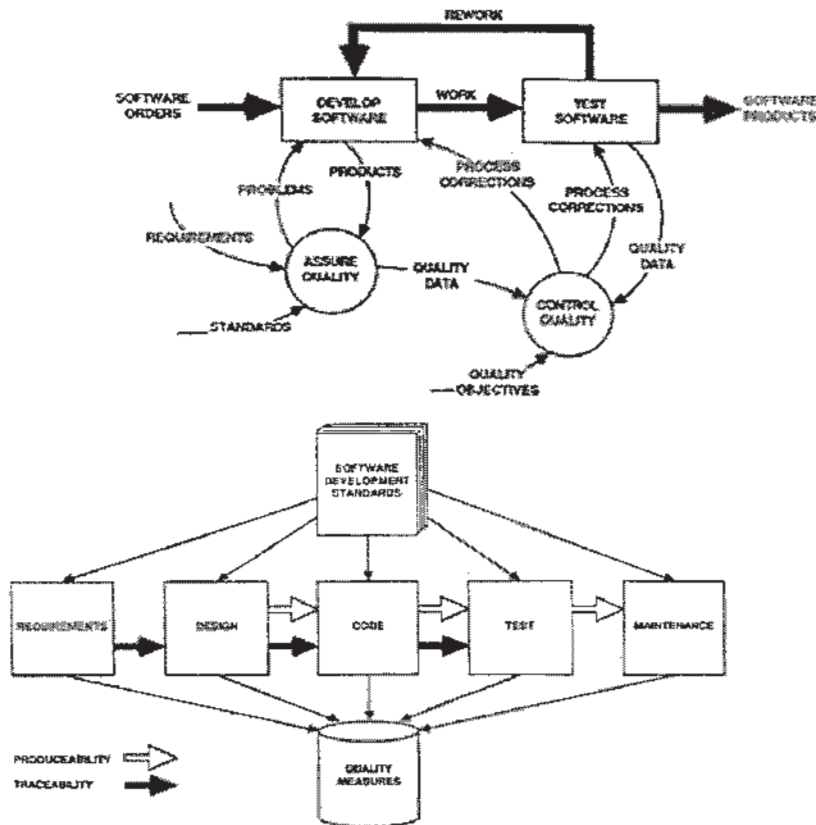 REWORK
SOFTWARE
ORDERS
DEVELOP
SOFTWARE
WORK
TEST
SOFTWARE
SOFTWARE
PRODUCTS
PROBLEMS
PRODUCTS
PROCESS
CORRECTIONS
PROCESS
CORRECTIONS
REQUIREMENTS
ASSURE
QUALITY
QUALITY
DATA
QUALITY
DATA
CONTROL
QUALITY
STANDARDS
QUALITY
OBJECTIVES
SOFTWARE
DEVELOPMENT
STANDARDS
REQUIREMENTS
DESIGN
CODE
TEST
MAINTENANCE
PRODUCEABILITY
TRACEABILITY
QUALITY
MEASURES